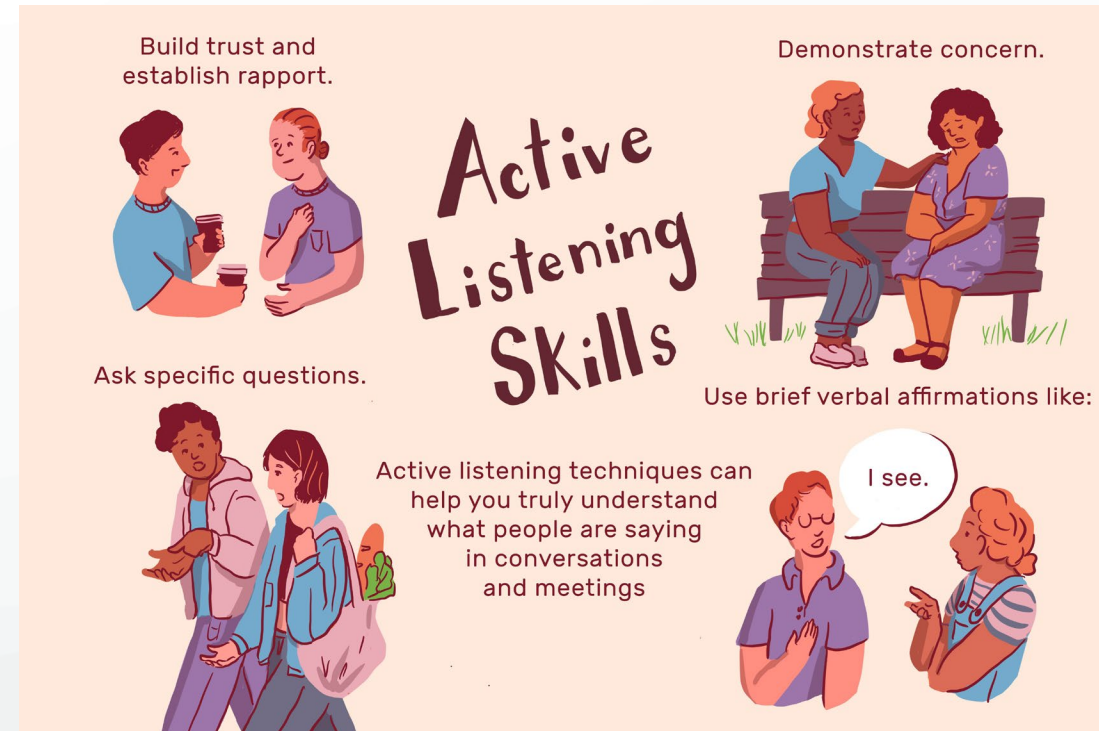 Build trust and
establish rapport.
Demonstrate concern.
Active
Listening
Skills
Ask specific questions.
Use brief verbal affirmations like:
I see.
Active listening techniques can
help you truly understand
what people are saying
in conversations
and meetings